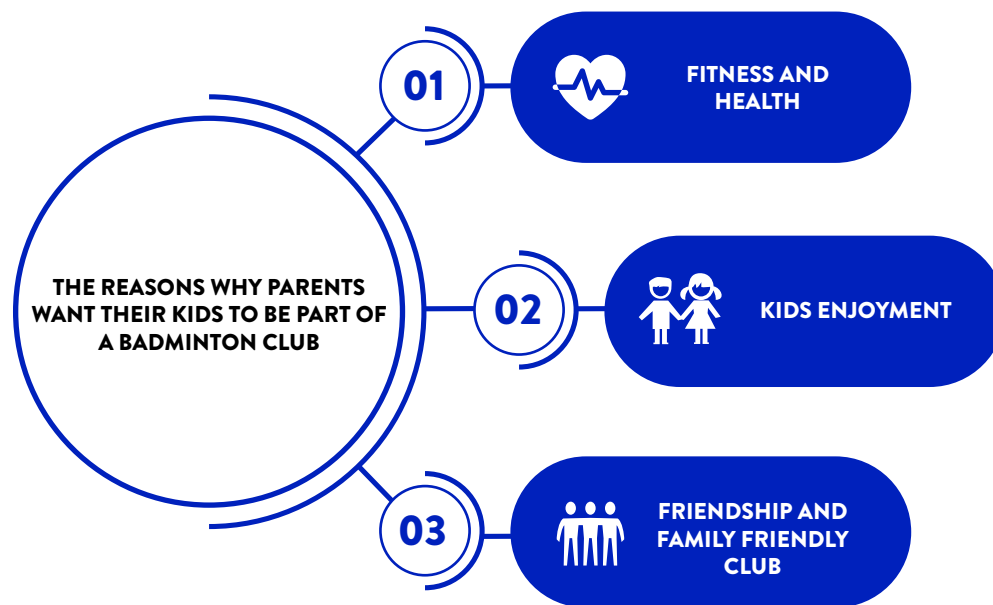 THE REASONS WHY PARENTS
WANT THEIR KIDS TO BE PART OF
A BADMINTON CLUB
01
FITNESS AND
HEALTH
02
KIDS ENJOYMENT
03
FRIENDSHIP AND
FAMILY FRIENDLY
CLUB